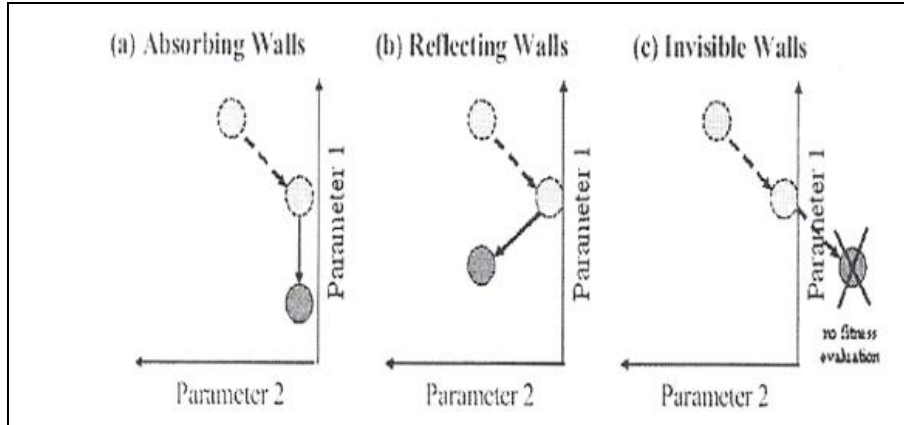 (a) Absorbing Walls
(b) Reflecting Walls
(c) Invisible Walls
Parameter 1
Parameter 1
Parameter 1
no fitness
evaluation
Parameter 2
Parameter 2
Parameter 2